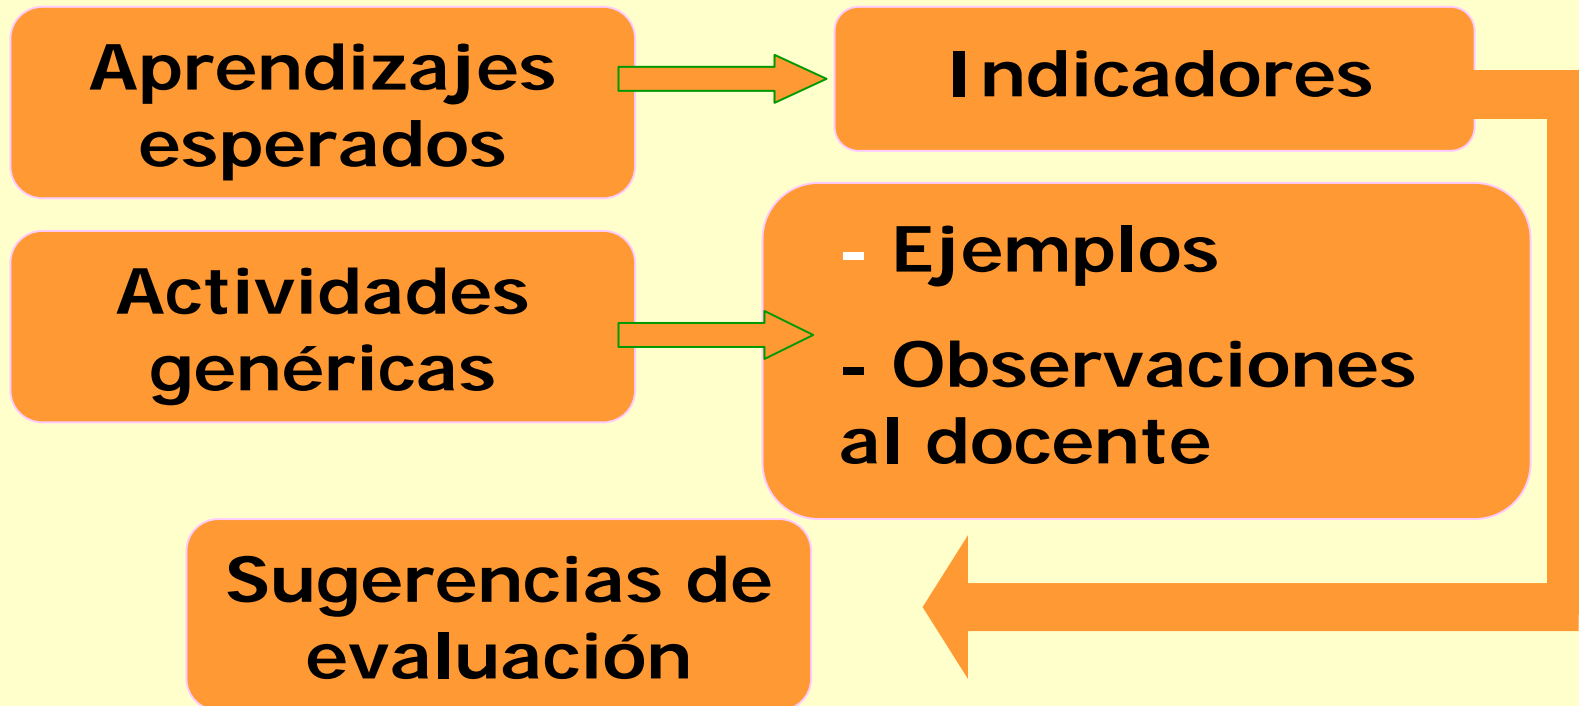 Aprendizajes
esperados
Indicadores
Actividades
genéricas
- Ejemplos
- Observaciones
al docente
Sugerencias de
evaluación